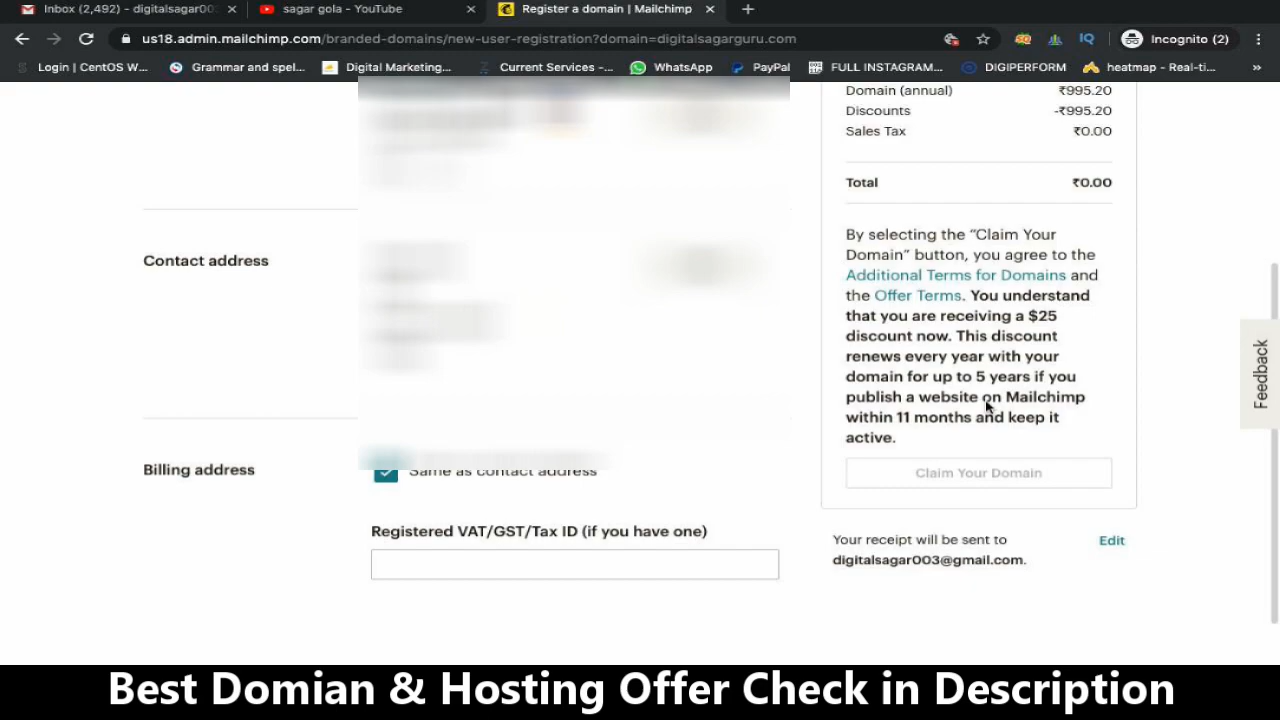 Inbox (2,492) - digitalsagar003
sagar gola - YouTube
Register a domain | Mailchimp
us18.admin.mailchimp.com/branded-domains/new-user-registration?domain=digitalsagarguru.com
IQ
Incognito (2)
Login | CentOS W...
Grammar and spel...
Digital Marketing...
Current Services -...
WhatsApp
PayPal
FULL INSTAGRAM...
DIGIPERFORM
heatmap - Real-ti...
»
Domain (annual) ₹995.20
Discounts -₹995.20
Sales Tax ₹0.00
Total ₹0.00
Contact address
By selecting the “Claim Your
Domain” button, you agree to the
Additional Terms for Domains and
the Offer Terms. You understand
that you are receiving a $25
discount now. This discount
renews every year with your
domain for up to 5 years if you
publish a website on Mailchimp
within 11 months and keep it
active.
Claim Your Domain
Feedback
Billing address
Same as contact address
Registered VAT/GST/Tax ID (if you have one)
Your receipt will be sent to Edit
digitalsagar003@gmail.com.
Best Domian & Hosting Offer Check in Description